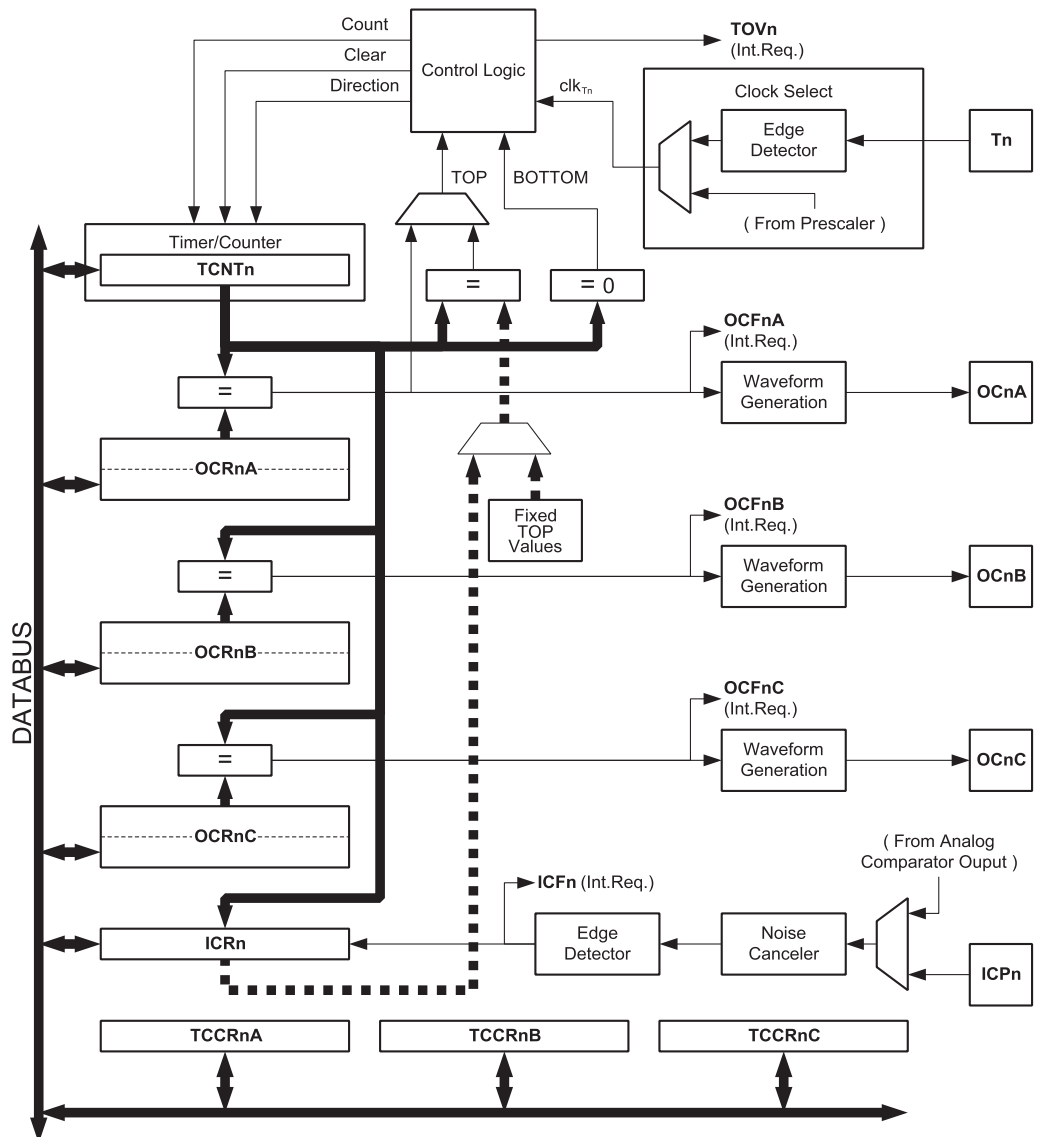 Count
Clear
Direction
Control Logic
TOVn
(Int.Req.)
clkTn
Clock Select
Edge
Detector
Tn
( From Prescaler )
TOP
BOTTOM
Timer/Counter
TCNTn
=
= 0
OCFnA
(Int.Req.)
=
Waveform
Generation
OCnA
OCRnA
Fixed
TOP
Values
OCFnB
(Int.Req.)
=
Waveform
Generation
OCnB
OCRnB
DATABUS
OCFnC
(Int.Req.)
=
Waveform
Generation
OCnC
OCRnC
( From Analog
Comparator Ouput )
ICFn (Int.Req.)
ICRn
Edge
Detector
Noise
Canceler
ICPn
TCCRnA
TCCRnB
TCCRnC